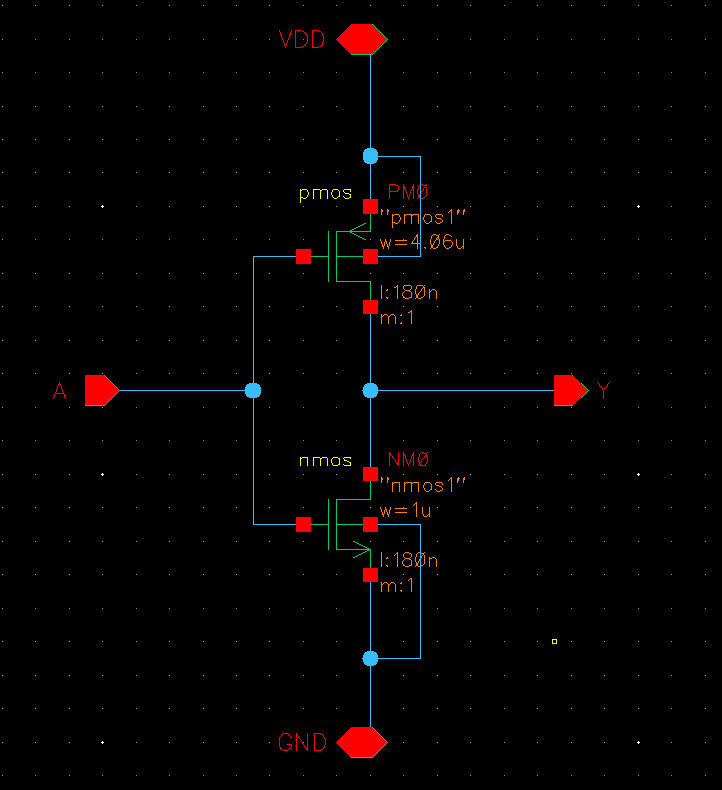 VDD
pmos PM0
"pmos1"
w=4.06u
l:180n
m:1
A Y
nmos NM0
"nmos1"
w=1u
l:180n
m:1
GND